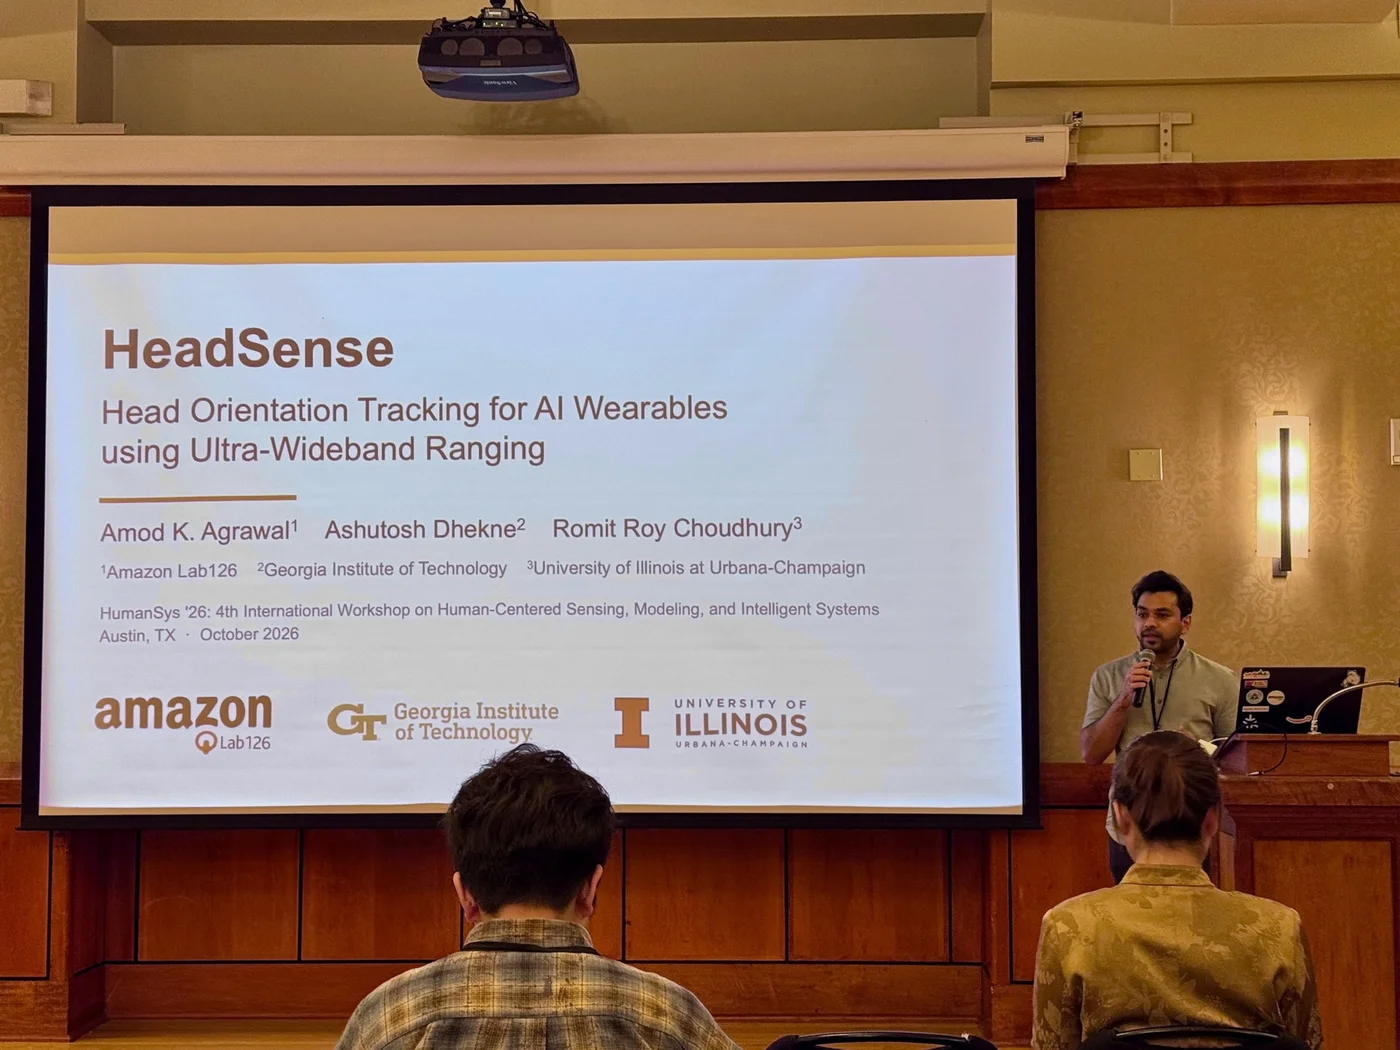 ViewSonic
HeadSense
Head Orientation Tracking for AI Wearables
using Ultra-Wideband Ranging
Amod K. Agrawal¹ Ashutosh Dhekne² Romit Roy Choudhury³
¹Amazon Lab126 ²Georgia Institute of Technology ³University of Illinois at Urbana-Champaign
HumanSys '26: 4th International Workshop on Human-Centered Sensing, Modeling, and Intelligent Systems
Austin, TX · October 2026
amazon
Lab126
GT Georgia Institute
of Technology
I UNIVERSITY OF
ILLINOIS
URBANA-CHAMPAIGN